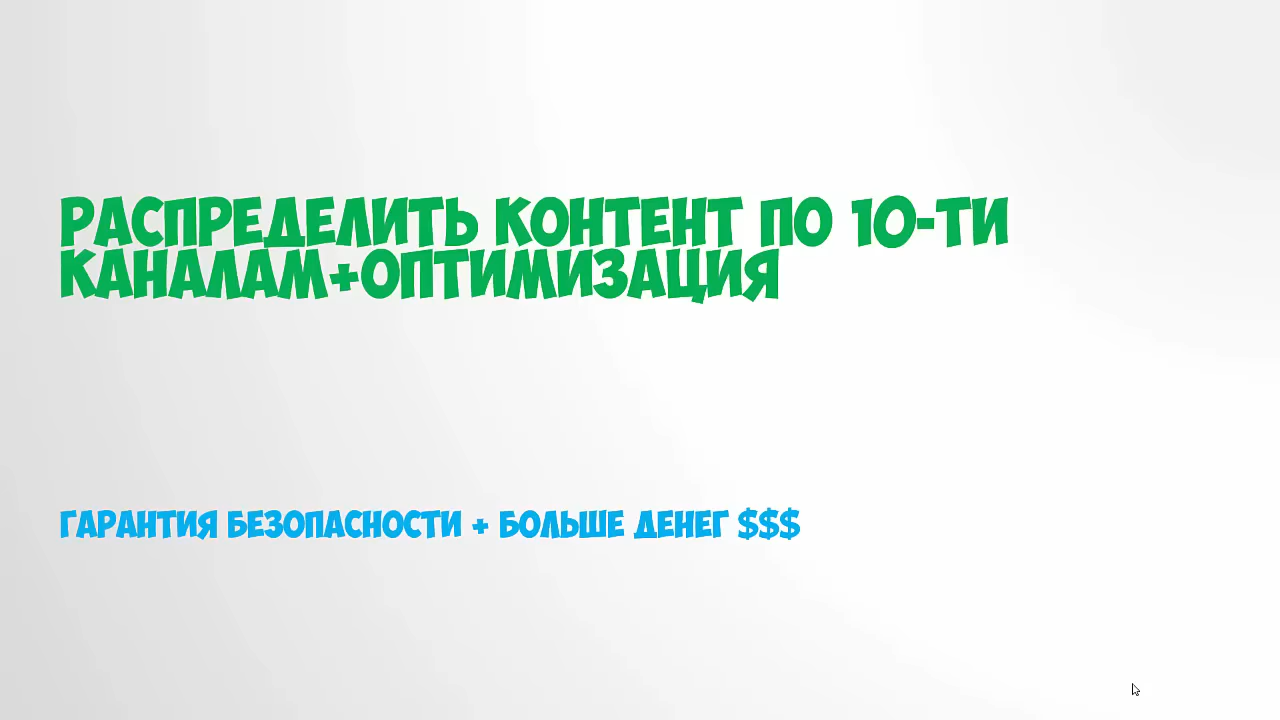 РАСПРЕДЕЛИТЬ КОНТЕНТ ПО 10-ТИ
КАНАЛАМ+ОПТИМИЗАЦИЯ
ГАРАНТИЯ БЕЗОПАСНОСТИ + БОЛЬШЕ ДЕНЕГ $$$